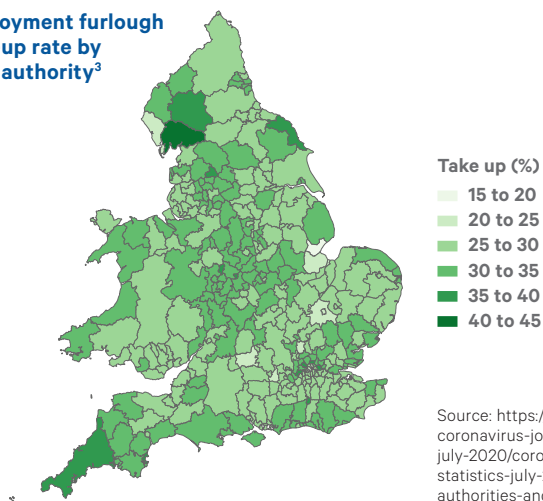 oyment furlough
up rate by
authority³
Take up (%)
15 to 20
20 to 25
25 to 30
30 to 35
35 to 40
40 to 45
Source: https:/
coronavirus-jo
july-2020/coro
statistics-july-
authorities-and